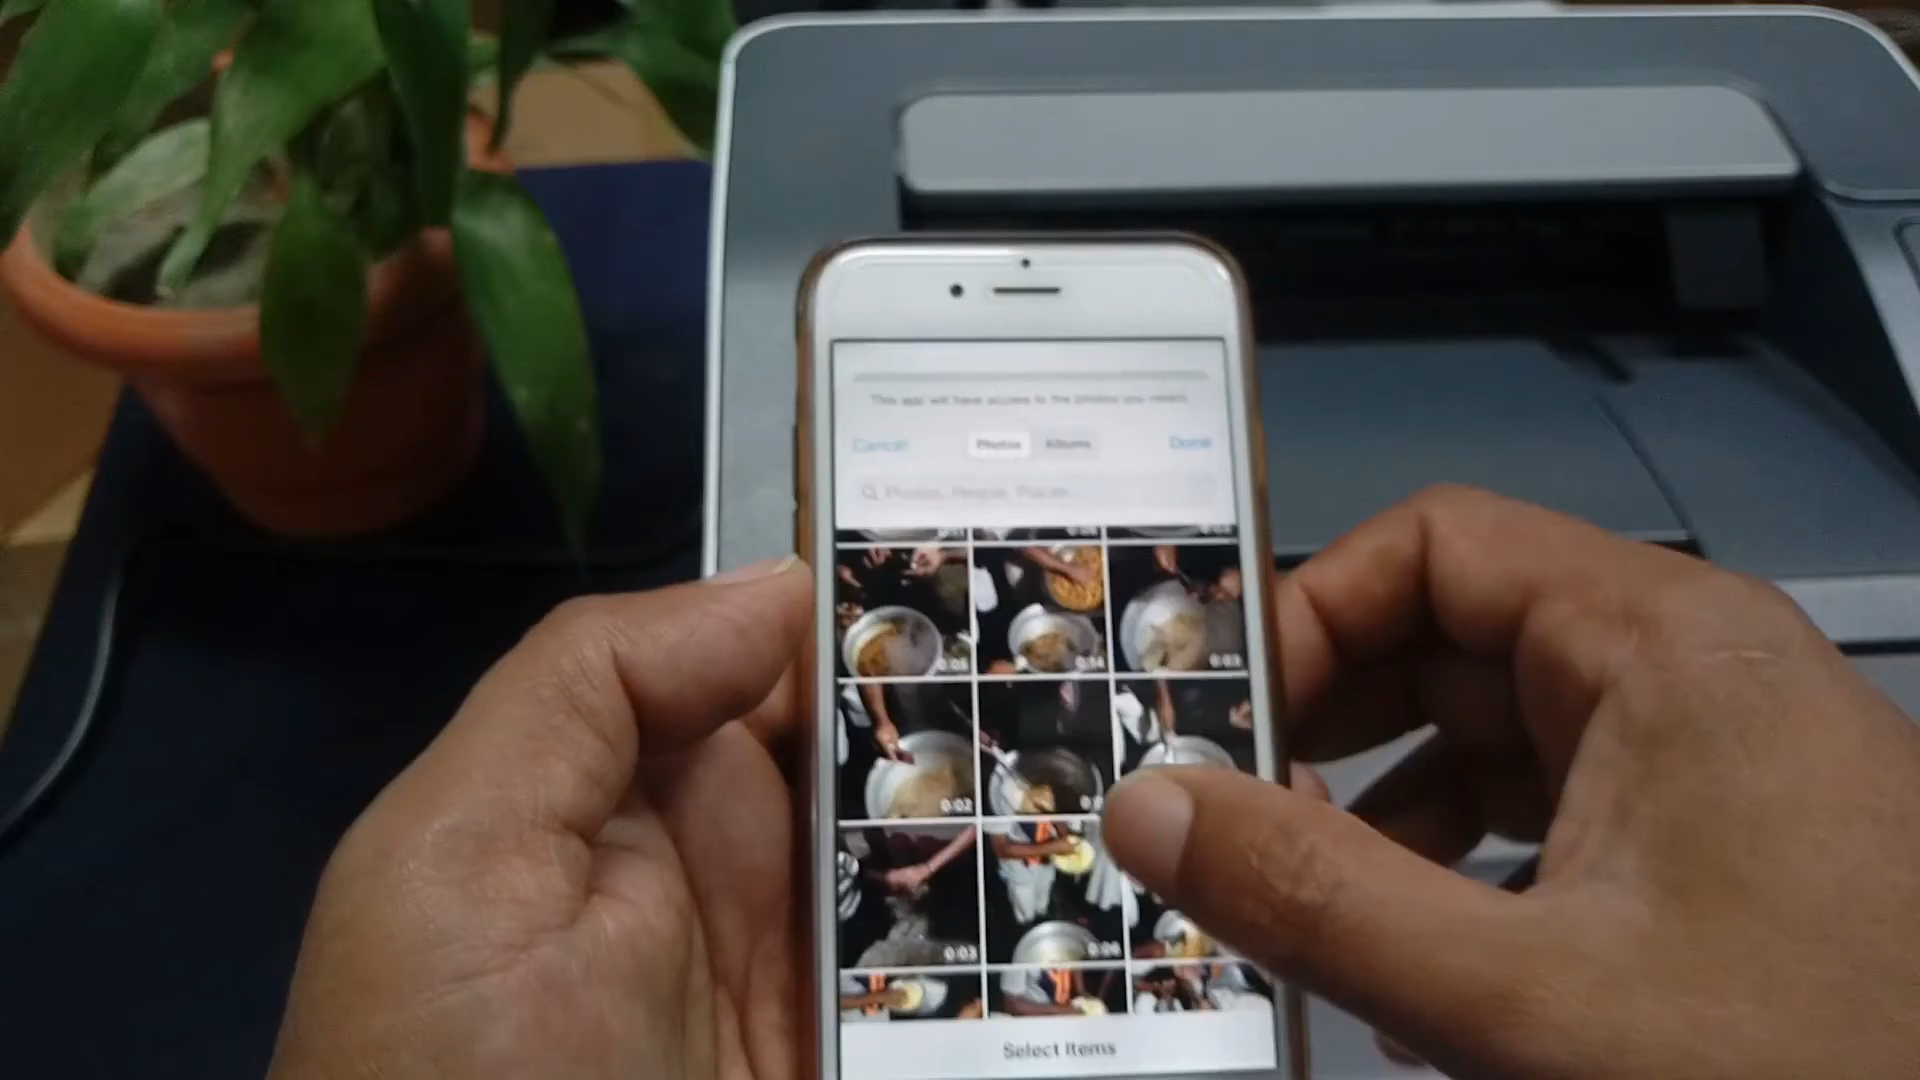 This app will have access to the photos you select.
Cancel Photos Albums Done
Photos, People, Places...
0:05 0:14 0:03
0:02
0:03 0:06
Select Items